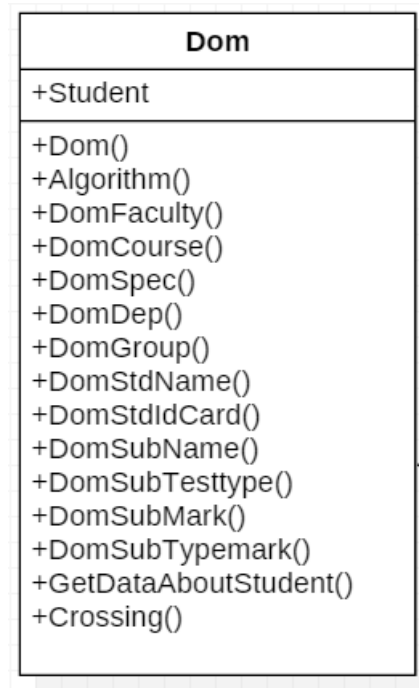 Dom
+Student
+Dom()
+Algorithm()
+DomFaculty()
+DomCourse()
+DomSpec()
+DomDep()
+DomGroup()
+DomStdName()
+DomStdIdCard()
+DomSubName()
+DomSubTesttype()
+DomSubMark()
+DomSubTypemark()
+GetDataAboutStudent()
+Crossing()